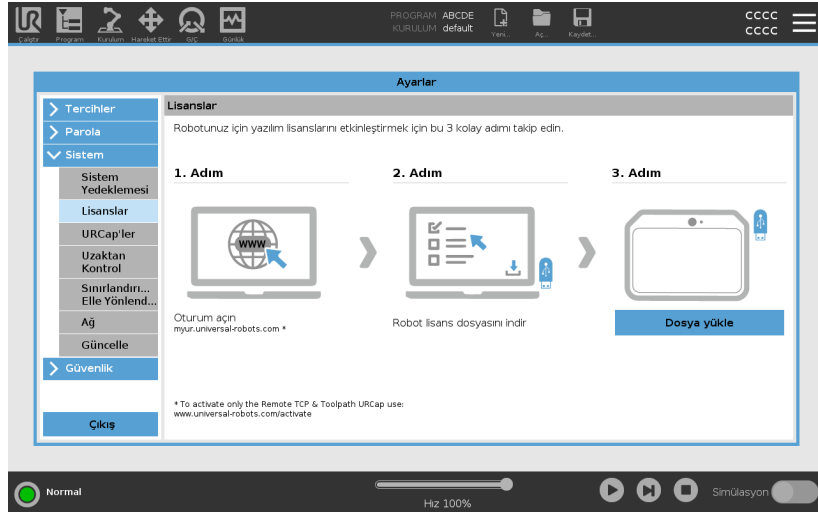 PROGRAM ABCDE
KURULUM default
Çalıştır
Program
Kurulum
Hareket Ettir
G/Ç
Günlük
Yeni...
Aç...
Kaydet...
cccc
cccc
Ayarlar
Tercihler
Parola
Sistem
Sistem
Yedeklemesi
Lisanslar
URCap'ler
Uzaktan
Kontrol
Sınırlandırı...
Elle Yönlend...
Ağ
Güncelle
Güvenlik
Çıkış
Lisanslar
Robotunuz için yazılım lisanslarını etkinleştirmek için bu 3 kolay adımı takip edin.
1. Adım
www
Oturum açın
myur.universal-robots.com *
2. Adım
Robot lisans dosyasını indir
3. Adım
Dosya yükle
* To activate only the Remote TCP & Toolpath URCap use:
www.universal-robots.com/activate
Normal
Hız 100%
Simülasyon